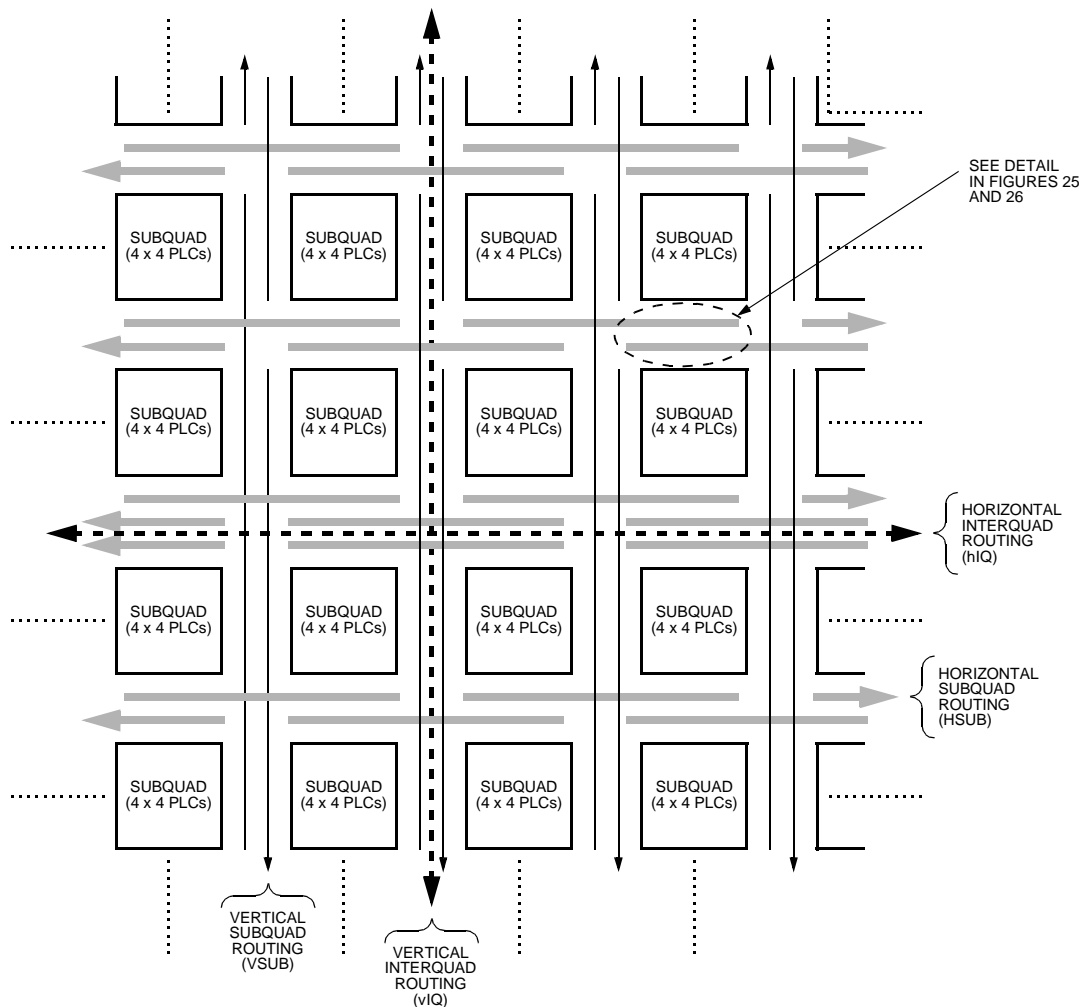 SEE DETAIL
IN FIGURES 25
AND 26
SUBQUAD
(4 x 4 PLCs)
SUBQUAD
(4 x 4 PLCs)
SUBQUAD
(4 x 4 PLCs)
SUBQUAD
(4 x 4 PLCs)
SUBQUAD
(4 x 4 PLCs)
SUBQUAD
(4 x 4 PLCs)
SUBQUAD
(4 x 4 PLCs)
SUBQUAD
(4 x 4 PLCs)
HORIZONTAL
INTERQUAD
ROUTING
(hIQ)
SUBQUAD
(4 x 4 PLCs)
SUBQUAD
(4 x 4 PLCs)
SUBQUAD
(4 x 4 PLCs)
SUBQUAD
(4 x 4 PLCs)
HORIZONTAL
SUBQUAD
ROUTING
(HSUB)
SUBQUAD
(4 x 4 PLCs)
SUBQUAD
(4 x 4 PLCs)
SUBQUAD
(4 x 4 PLCs)
SUBQUAD
(4 x 4 PLCs)
VERTICAL
SUBQUAD
ROUTING
(VSUB)
VERTICAL
INTERQUAD
ROUTING
(vIQ)